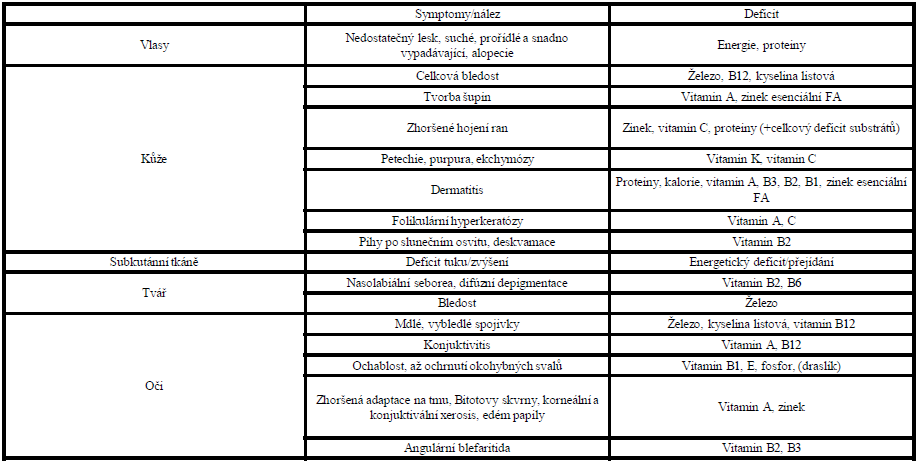 Symptomy/nález Deficit
Vlasy
Nedostatečný lesk, suché, prořídlé a snadno
vypadávající, alopecie
Energie, proteiny
Kůže
Celková bledost Železo, B12, kyselina listová
Tvorba šupin Vitamin A, zinek esenciální FA
Zhoršené hojení ran Zinek, vitamin C, proteiny (+celkový deficit substrátů)
Petechie, purpura, ekchymózy Vitamin K, vitamin C
Dermatitis
Proteiny, kalorie, vitamin A, B3, B2, B1, zinek esenciální
FA
Folikulární hyperkeratózy Vitamin A, C
Pihy po slunečním osvitu, deskvamace Vitamin B2
Subkutánní tkáně Deficit tuku/zvýšení Energetický deficit/přejídání
Tvář
Nasolabiální seborea, difúzní depigmentace Vitamin B2, B6
Bledost Železo
Oči
Mdlé, vybledlé spojivky Železo, kyselina listová, vitamin B12
Konjuktivitis Vitamin A, B12
Ochablost, až ochrnutí okohybných svalů Vitamin B1, E, fosfor, (draslík)
Zhoršená adaptace na tmu, Bitotovy skvrny, korneální a
konjuktivální xerosis, edém papily
Vitamin A, zinek
Angulární blefaritida Vitamin B2, B3